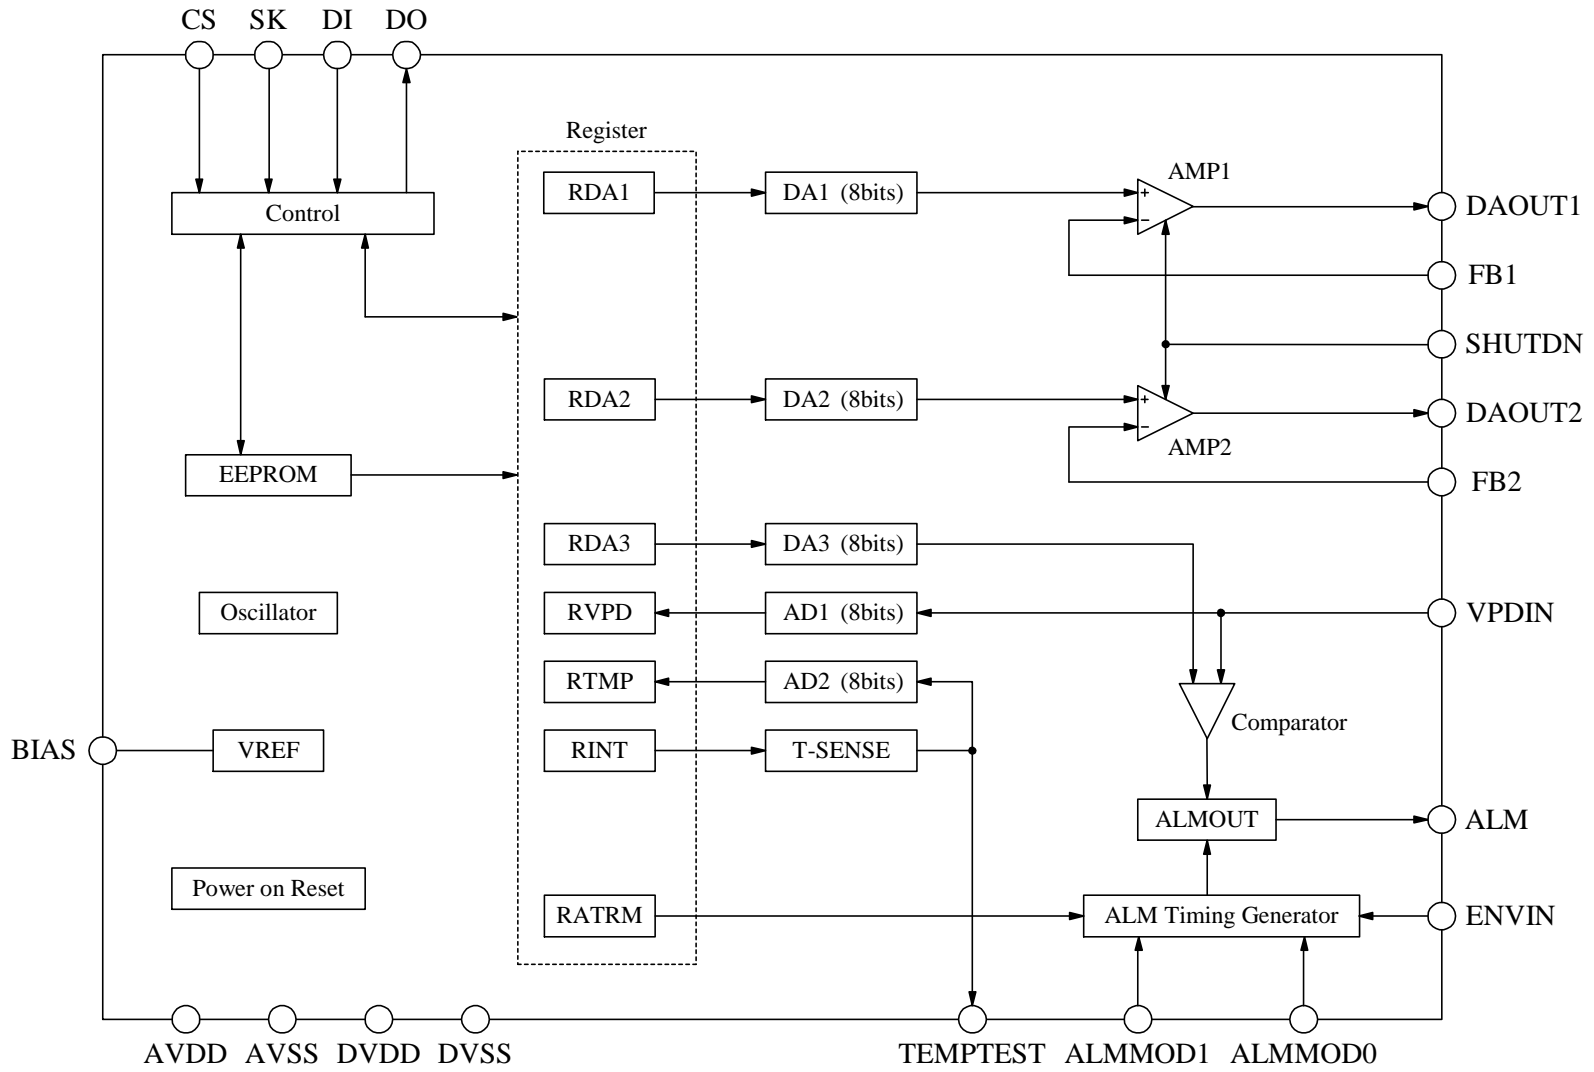 CS SK DI DO
Register
RDA1 DA1 (8bits) + − AMP1 DAOUT1
Control
FB1
SHUTDN
RDA2 DA2 (8bits) + − DAOUT2
AMP2
EEPROM
FB2
RDA3 DA3 (8bits)
Oscillator RVPD AD1 (8bits) VPDIN
RTMP AD2 (8bits)
Comparator
BIAS VREF RINT T-SENSE
ALMOUT ALM
Power on Reset
RATRM ALM Timing Generator ENVIN
AVDD AVSS DVDD DVSS TEMPTEST ALMMOD1 ALMMOD0